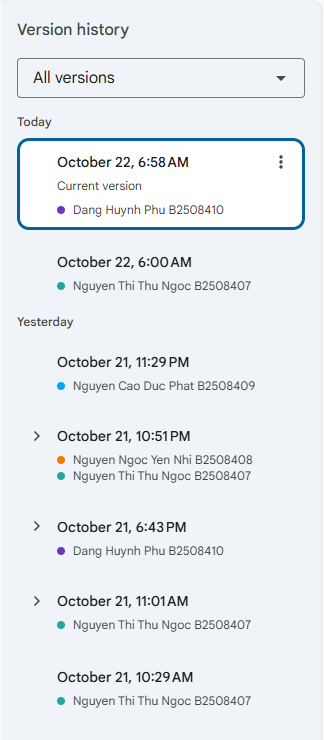 Version history
All versions
Today
October 22, 6:58 AM
Current version
Dang Huynh Phu B2508410
October 22, 6:00 AM
Nguyen Thi Thu Ngoc B2508407
Yesterday
October 21, 11:29 PM
Nguyen Cao Duc Phat B2508409
October 21, 10:51 PM
Nguyen Ngoc Yen Nhi B2508408
Nguyen Thi Thu Ngoc B2508407
October 21, 6:43 PM
Dang Huynh Phu B2508410
October 21, 11:01 AM
Nguyen Thi Thu Ngoc B2508407
October 21, 10:29 AM
Nguyen Thi Thu Ngoc B2508407